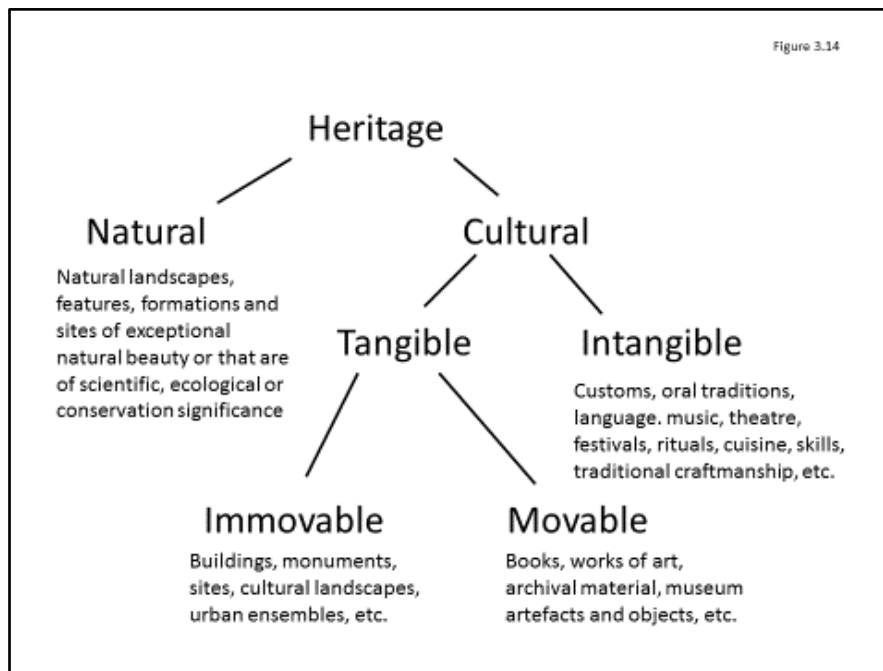 Figure 3.14
Heritage
Natural
Cultural
Natural landscapes,
features, formations and
sites of exceptional
natural beauty or that are
of scientific, ecological or
conservation significance
Tangible
Intangible
Customs, oral traditions,
language. music, theatre,
festivals, rituals, cuisine, skills,
traditional craftmanship, etc.
Immovable
Buildings, monuments,
sites, cultural landscapes,
urban ensembles, etc.
Movable
Books, works of art,
archival material, museum
artefacts and objects, etc.